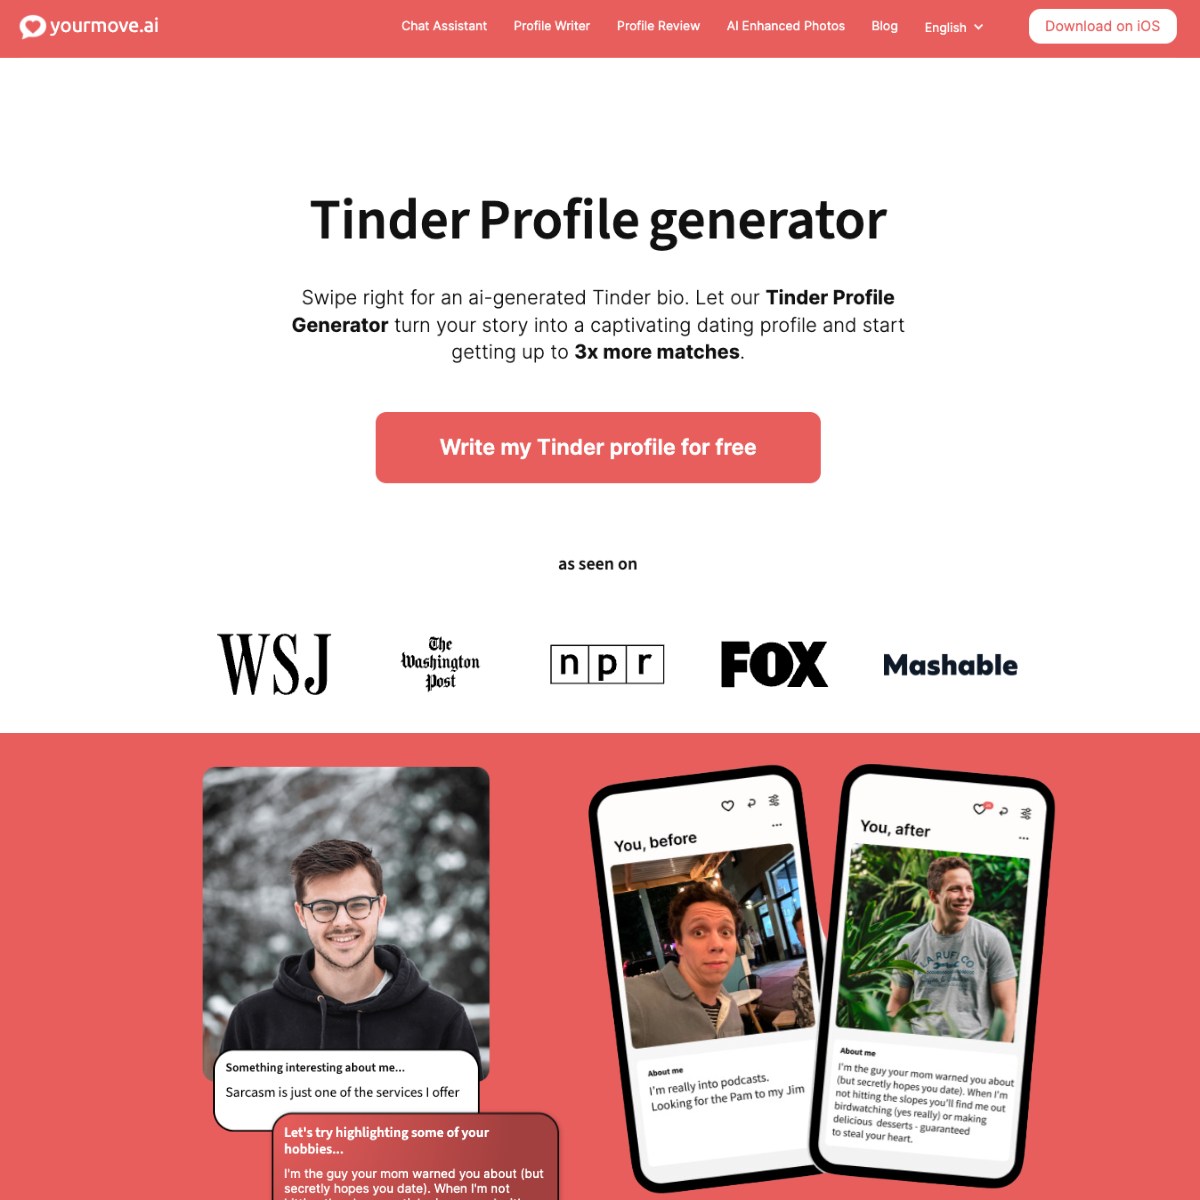 yourmove.ai
Chat Assistant
Profile Writer
Profile Review
AI Enhanced Photos
Blog
English
Download on iOS
Tinder Profile generator
Swipe right for an ai-generated Tinder bio. Let our Tinder Profile
Generator turn your story into a captivating dating profile and start
getting up to 3x more matches.
Write my Tinder profile for free
as seen on
WSJ
The
Washington
Post
npr
FOX
Mashable
Something interesting about me...
Sarcasm is just one of the services I offer
Let's try highlighting some of your
hobbies...
I'm the guy your mom warned you about (but
secretly hopes you date). When I'm not
You, before
About me
I'm really into podcasts.
Looking for the Pam to my Jim
You, after
About me
I'm the guy your mom warned you about
(but secretly hopes you date). When I'm
not hitting the slopes you'll find me out
birdwatching (yes really) or making
delicious desserts - guaranteed
to steal your heart.